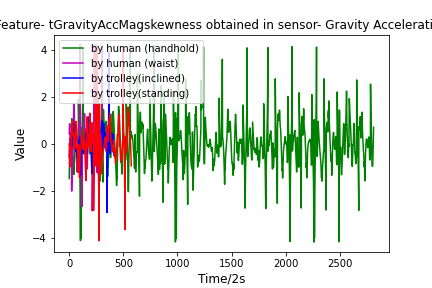 Feature- tGravityAccMagskewness obtained in sensor- Gravity Accelerati
by human (handhold)
by human (waist)
by trolley(inclined)
by trolley(standing)
4
2
0
−2
−4
Value
0
500
1000
1500
2000
2500
Time/2s